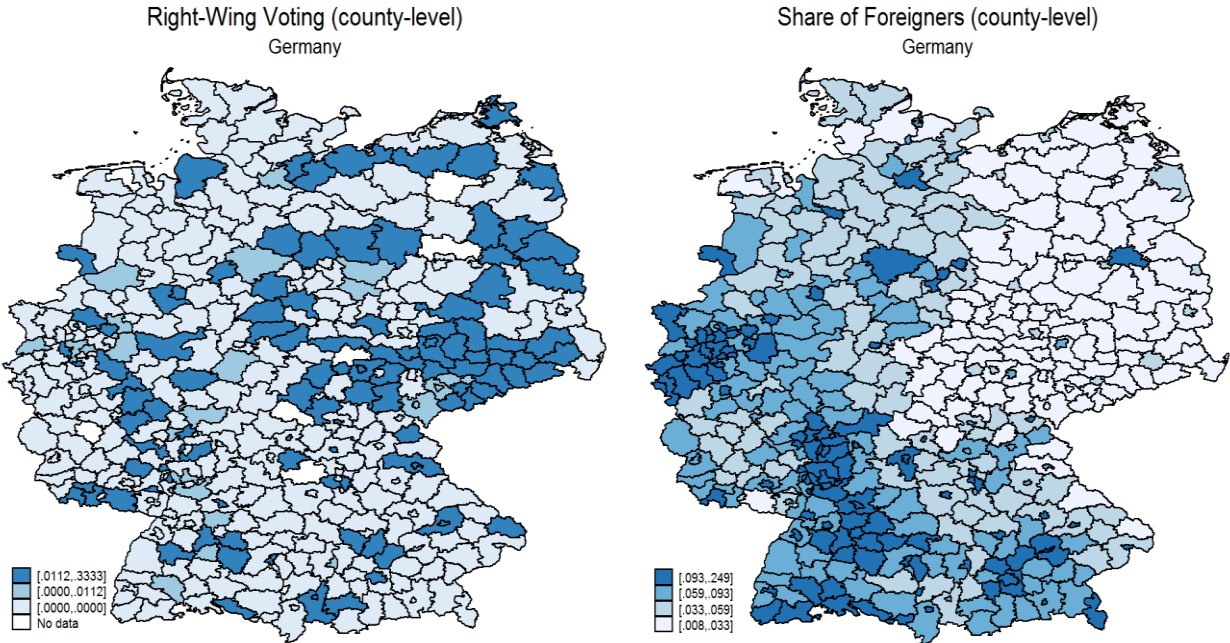 Right-Wing Voting (county-level)
Germany
[.0112,.3333]
[.0000,.0112]
[.0000,.0000]
No data
Share of Foreigners (county-level)
Germany
[.093,.249]
[.059,.093]
[.033,.059]
[.008,.033]